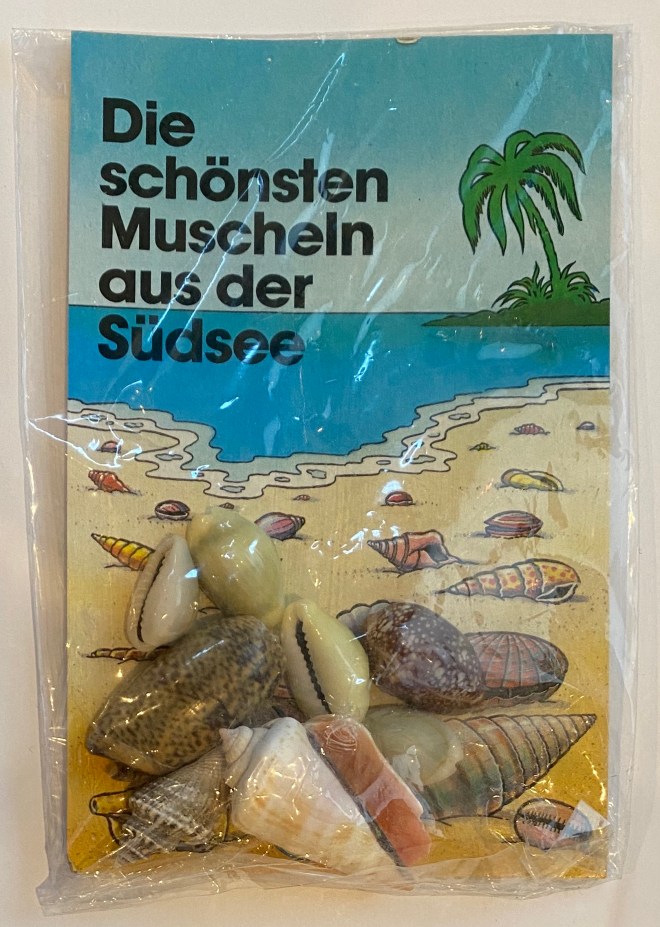 Die
schönsten
Muscheln
aus der
Südsee